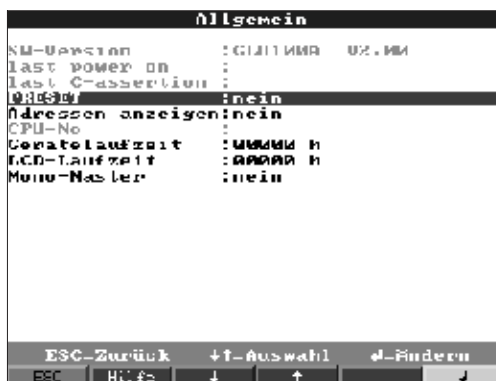 Allgemein
SW-Version :
last power on :
last C-assertion :
PRESET :nein
Adressen anzeigen:nein
CPU-No :
Gerätelaufzeit :00000 h
LCD-Laufzeit :00000 h
Mono-Master :nein
ESC-Zurück ↓↑-Auswahl ↲-Ändern
ESC Hilfe ↓ ↑ ↲